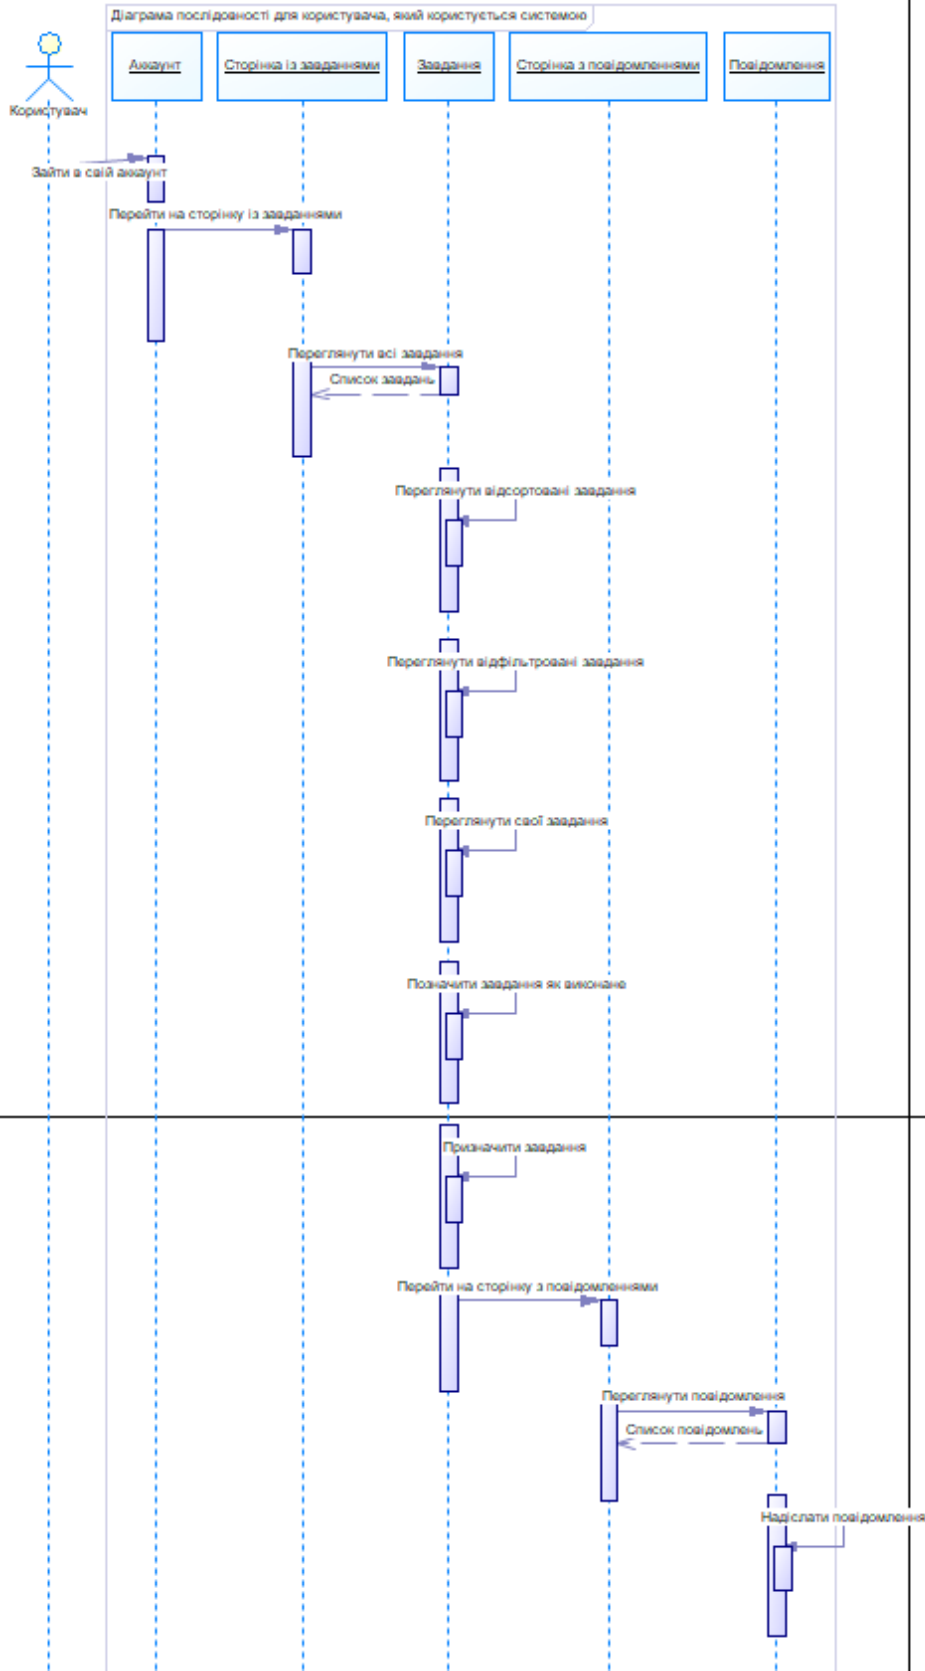 Діаграма послідовності для користувача, який користується системою
Користувач
Аккаунт
Сторінка із завданнями
Завдання
Сторінка з повідомленнями
Повідомлення
Зайти в свій аккаунт
Перейти на сторінку із завданнями
Переглянути всі завдання
Список завдань
Переглянути відсортовані завдання
Переглянути відфільтровані завдання
Переглянути свої завдання
Позначити завдання як виконане
Призначити завдання
Перейти на сторінку з повідомленнями
Переглянути повідомлення
Список повідомлень
Надіслати повідомлення